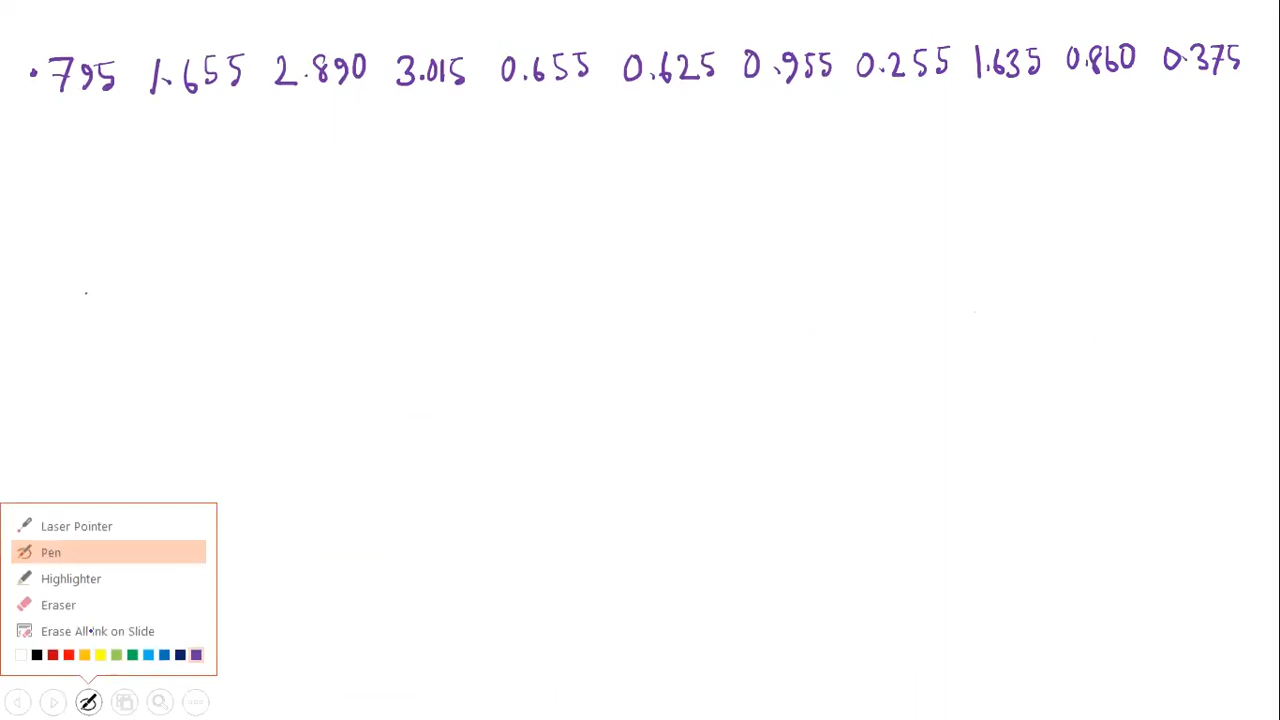 .795 1.655 2.890 3.015 0.655 0.625 0.955 0.255 1.635 0.860 0.375
Laser Pointer
Pen
Highlighter
Eraser
Erase All Ink on Slide